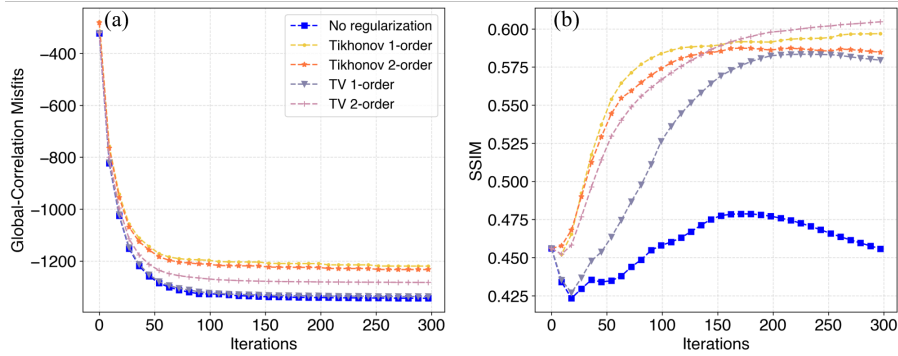 (a)
No regularization
Tikhonov 1-order
Tikhonov 2-order
TV 1-order
TV 2-order
Global-Correlation Misfits
−400
−600
−800
−1000
−1200
0
50
100
150
200
250
300
Iterations
(b)
SSIM
0.600
0.575
0.550
0.525
0.500
0.475
0.450
0.425
0
50
100
150
200
250
300
Iterations